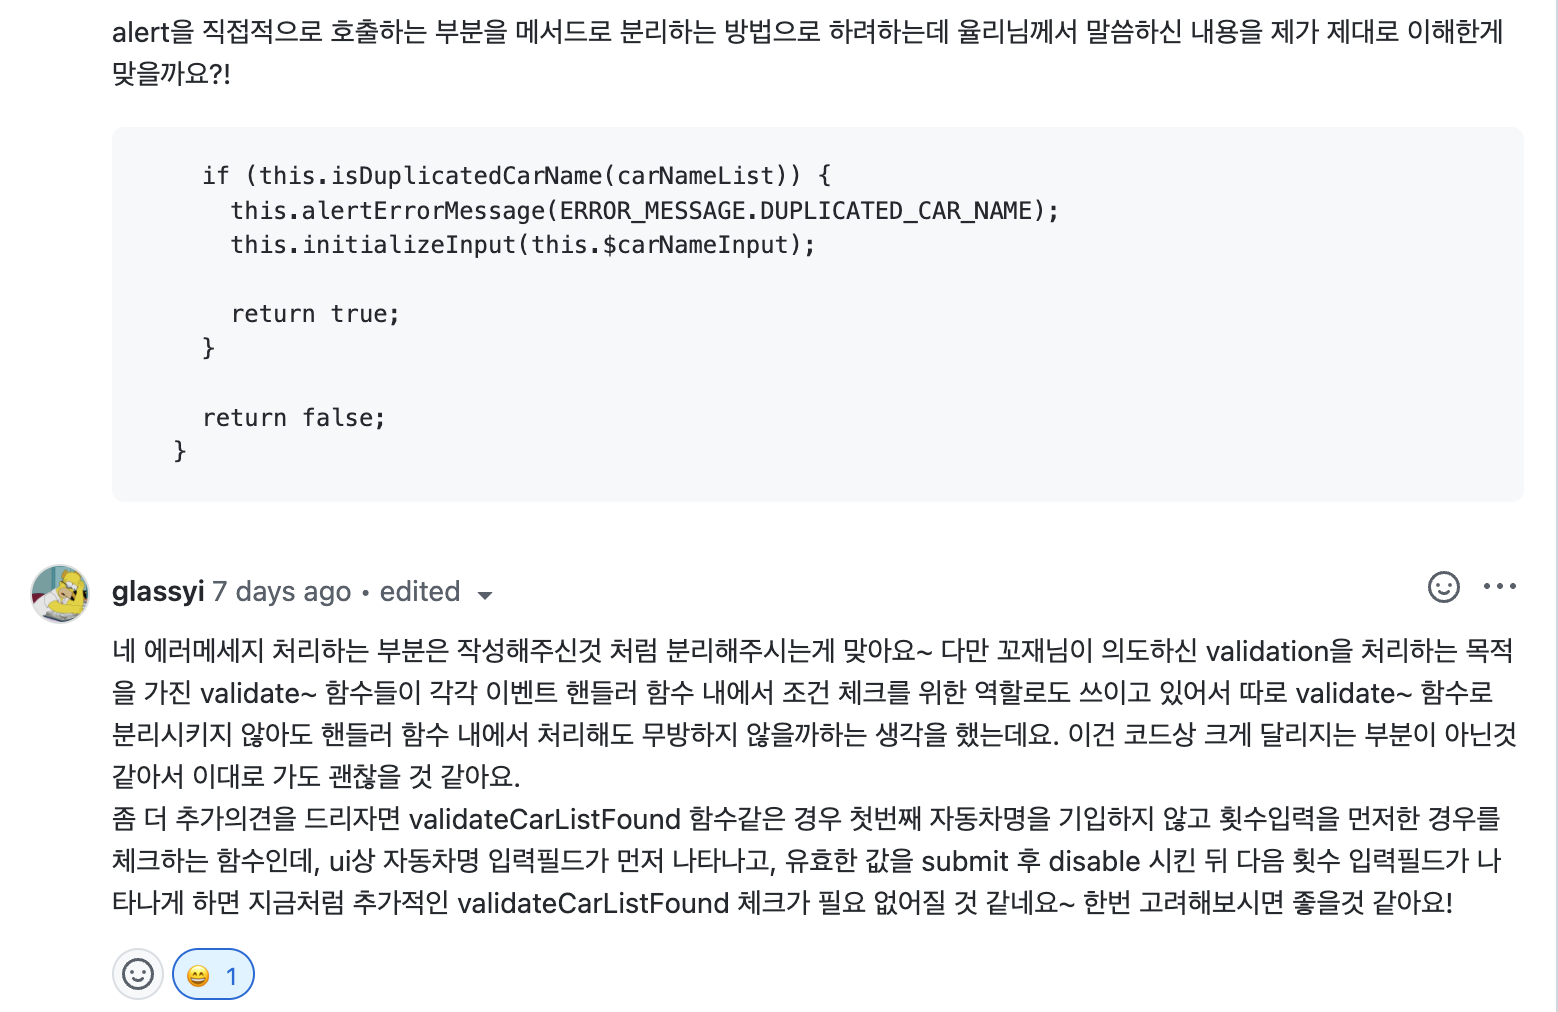 alert을 직접적으로 호출하는 부분을 메서드로 분리하는 방법으로 하려하는데 율리님께서 말씀하신 내용을 제가 제대로 이해한게
맞을까요?!
if (this.isDuplicatedCarName(carNameList)) {
this.alertErrorMessage(ERROR_MESSAGE.DUPLICATED_CAR_NAME);
this.initializeInput(this.$carNameInput);
return true;
}
return false;
}
glassyi 7 days ago • edited
네 에러메세지 처리하는 부분은 작성해주신것 처럼 분리해주시는게 맞아요~ 다만 꼬재님이 의도하신 validation을 처리하는 목적
을 가진 validate~ 함수들이 각각 이벤트 핸들러 함수 내에서 조건 체크를 위한 역할로도 쓰이고 있어서 따로 validate~ 함수로
분리시키지 않아도 핸들러 함수 내에서 처리해도 무방하지 않을까하는 생각을 했는데요. 이건 코드상 크게 달리지는 부분이 아닌것
같아서 이대로 가도 괜찮을 것 같아요.
좀 더 추가의견을 드리자면 validateCarListFound 함수같은 경우 첫번째 자동차명을 기입하지 않고 횟수입력을 먼저한 경우를
체크하는 함수인데, ui상 자동차명 입력필드가 먼저 나타나고, 유효한 값을 submit 후 disable 시킨 뒤 다음 횟수 입력필드가 나
타나게 하면 지금처럼 추가적인 validateCarListFound 체크가 필요 없어질 것 같네요~ 한번 고려해보시면 좋을것 같아요!
1